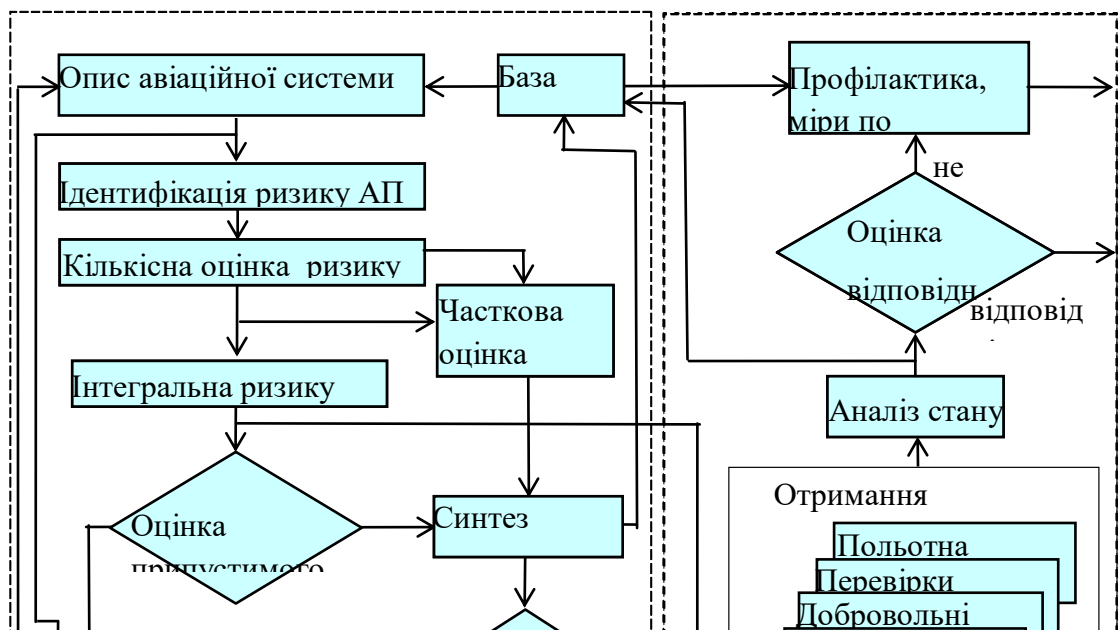 Опис авіаційної системи
База
Профілактика,
міри по
не
Ідентифікація ризику АП
Оцінка
відповідн
відповід
Кількісна оцінка ризику
Часткова
оцінка
Інтегральна ризику
Аналіз стану
Отримання
Оцінка
припустимого
Синтез
Польотна
Перевірки
Добровольні